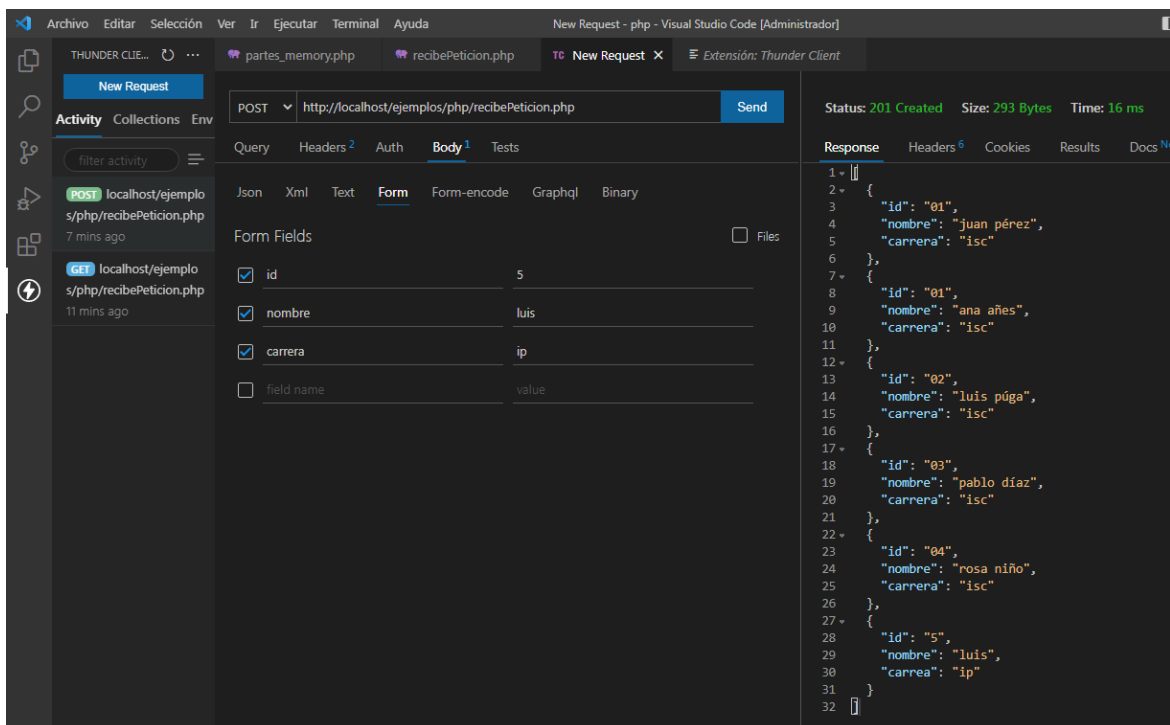 Archivo Editar Selección Ver Ir Ejecutar Terminal Ayuda New Request - php - Visual Studio Code [Administrador]
THUNDER CLIE... ...
partes_memory.php recibePeticion.php TC New Request Extensión: Thunder Client
New Request
Activity Collections Env
filter activity
POST localhost/ejemplo
s/php/recibePeticion.php
7 mins ago
GET localhost/ejemplo
s/php/recibePeticion.php
11 mins ago
POST http://localhost/ejemplos/php/recibePeticion.php Send
Query Headers 2 Auth Body 1 Tests
Json Xml Text Form Form-encode Graphql Binary
Form Fields Files
id 5
nombre luis
carrera ip
field name value
Status: 201 Created Size: 293 Bytes Time: 16 ms
Response Headers 6 Cookies Results Docs
1 [
2 {
3 "id": "01",
4 "nombre": "juan pérez",
5 "carrera": "isc"
6 },
7 {
8 "id": "01",
9 "nombre": "ana añes",
10 "carrera": "isc"
11 },
12 {
13 "id": "02",
14 "nombre": "luis púga",
15 "carrera": "isc"
16 },
17 {
18 "id": "03",
19 "nombre": "pablo díaz",
20 "carrera": "isc"
21 },
22 {
23 "id": "04",
24 "nombre": "rosa niño",
25 "carrera": "isc"
26 },
27 {
28 "id": "5",
29 "nombre": "luis",
30 "carrea": "ip"
31 }
32 ]